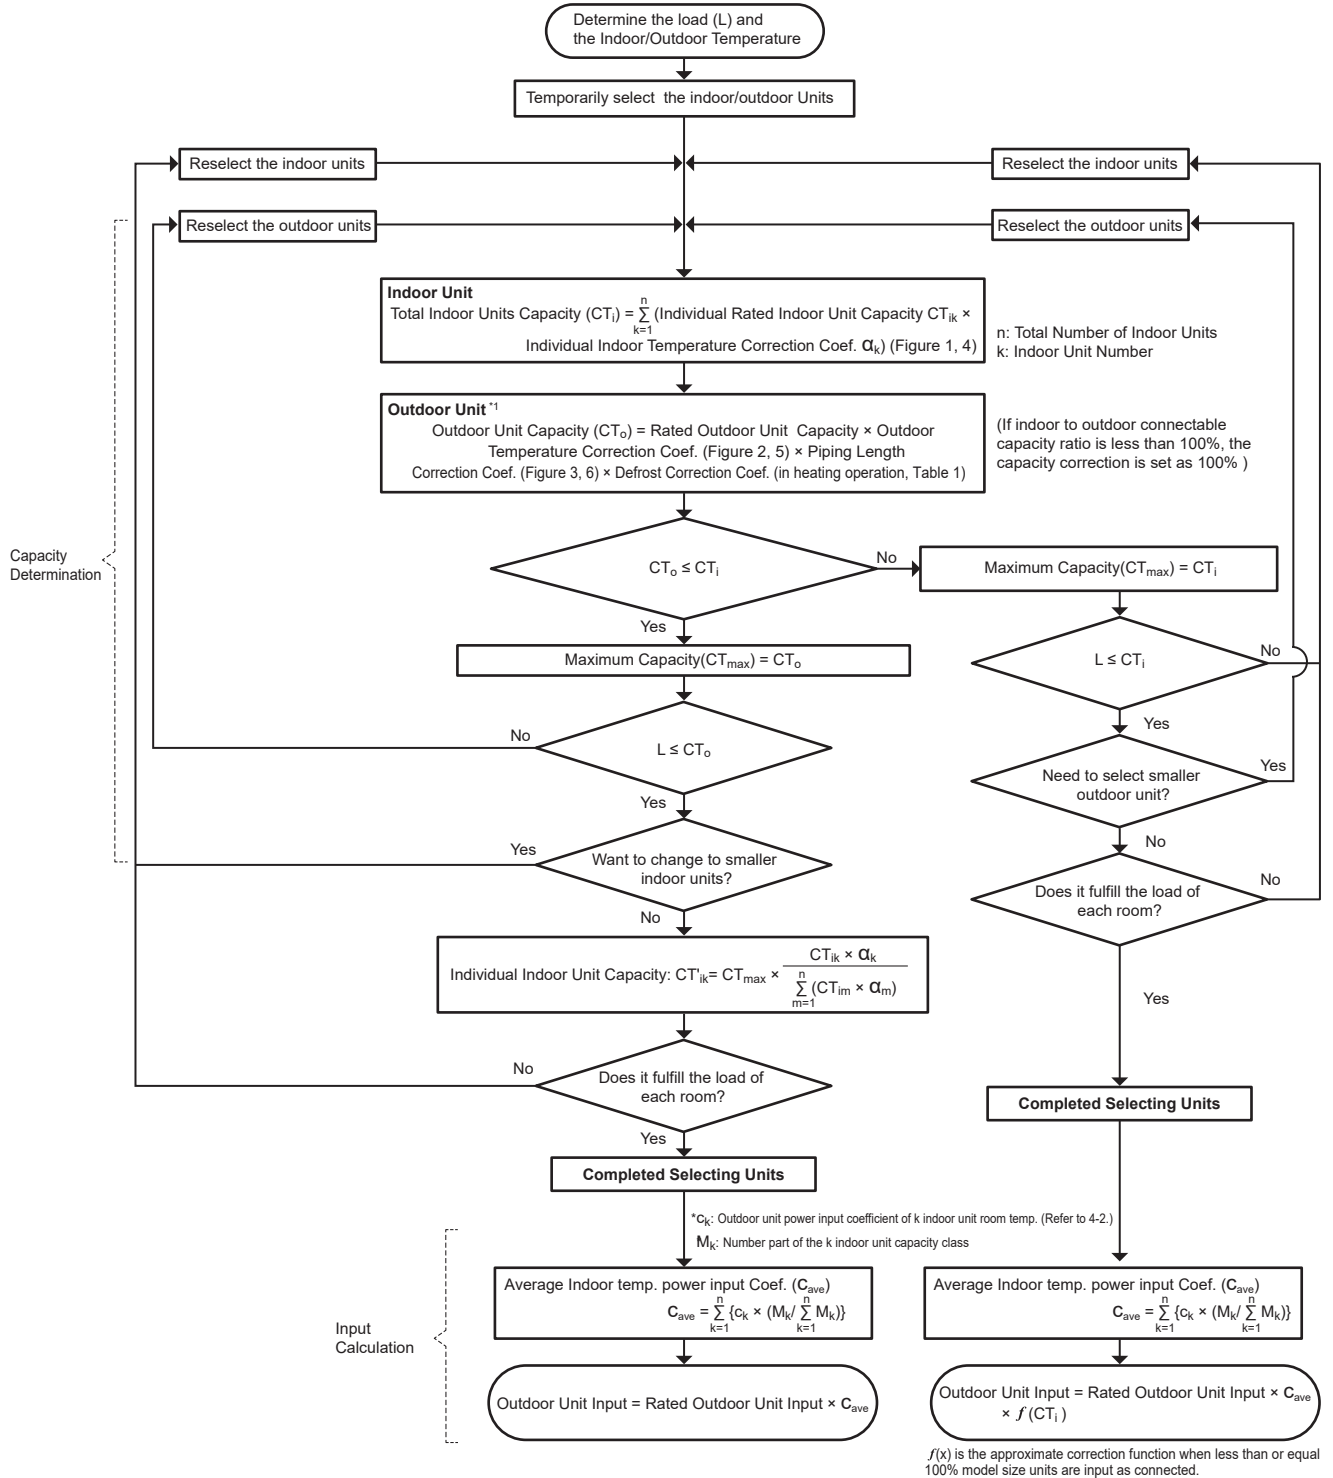 Determine the load (L) and
the Indoor/Outdoor Temperature
Temporarily select the indoor/outdoor Units
Reselect the indoor units
Reselect the indoor units
Reselect the outdoor units
Reselect the outdoor units
Indoor Unit
Total Indoor Units Capacity (CTi) = n∑k=1 (Individual Rated Indoor Unit Capacity CTik ×
Individual Indoor Temperature Correction Coef. αk) (Figure 1, 4)
n: Total Number of Indoor Units
k: Indoor Unit Number
Outdoor Unit *1
Outdoor Unit Capacity (CTo) = Rated Outdoor Unit Capacity × Outdoor
Temperature Correction Coef. (Figure 2, 5) × Piping Length
Correction Coef. (Figure 3, 6) × Defrost Correction Coef. (in heating operation, Table 1)
(If indoor to outdoor connectable
capacity ratio is less than 100%, the
capacity correction is set as 100% )
Capacity
Determination
CTo ≤ CTi
No
Maximum Capacity(CTmax) = CTi
Yes
Maximum Capacity(CTmax) = CTo
L ≤ CTi
No
Yes
No
L ≤ CTo
Need to select smaller
outdoor unit?
Yes
Yes
No
Yes
Want to change to smaller
indoor units?
Does it fulfill the load of
each room?
No
No
Individual Indoor Unit Capacity: CT'ik= CTmax × CTik × αk / n∑m=1 (CTim × αm)
Yes
No
Does it fulfill the load of
each room?
Completed Selecting Units
Yes
Completed Selecting Units
*ck: Outdoor unit power input coefficient of k indoor unit room temp. (Refer to 4-2.)
Mk: Number part of the k indoor unit capacity class
Input
Calculation
Average Indoor temp. power input Coef. (Cave)
Cave = n∑k=1 {ck × (Mk/ n∑k=1 Mk)}
Average Indoor temp. power input Coef. (Cave)
Cave = n∑k=1 {ck × (Mk/ n∑k=1 Mk)}
Outdoor Unit Input = Rated Outdoor Unit Input × Cave
Outdoor Unit Input = Rated Outdoor Unit Input × Cave
× f (CTi )
f(x) is the approximate correction function when less than or equal
100% model size units are input as connected.